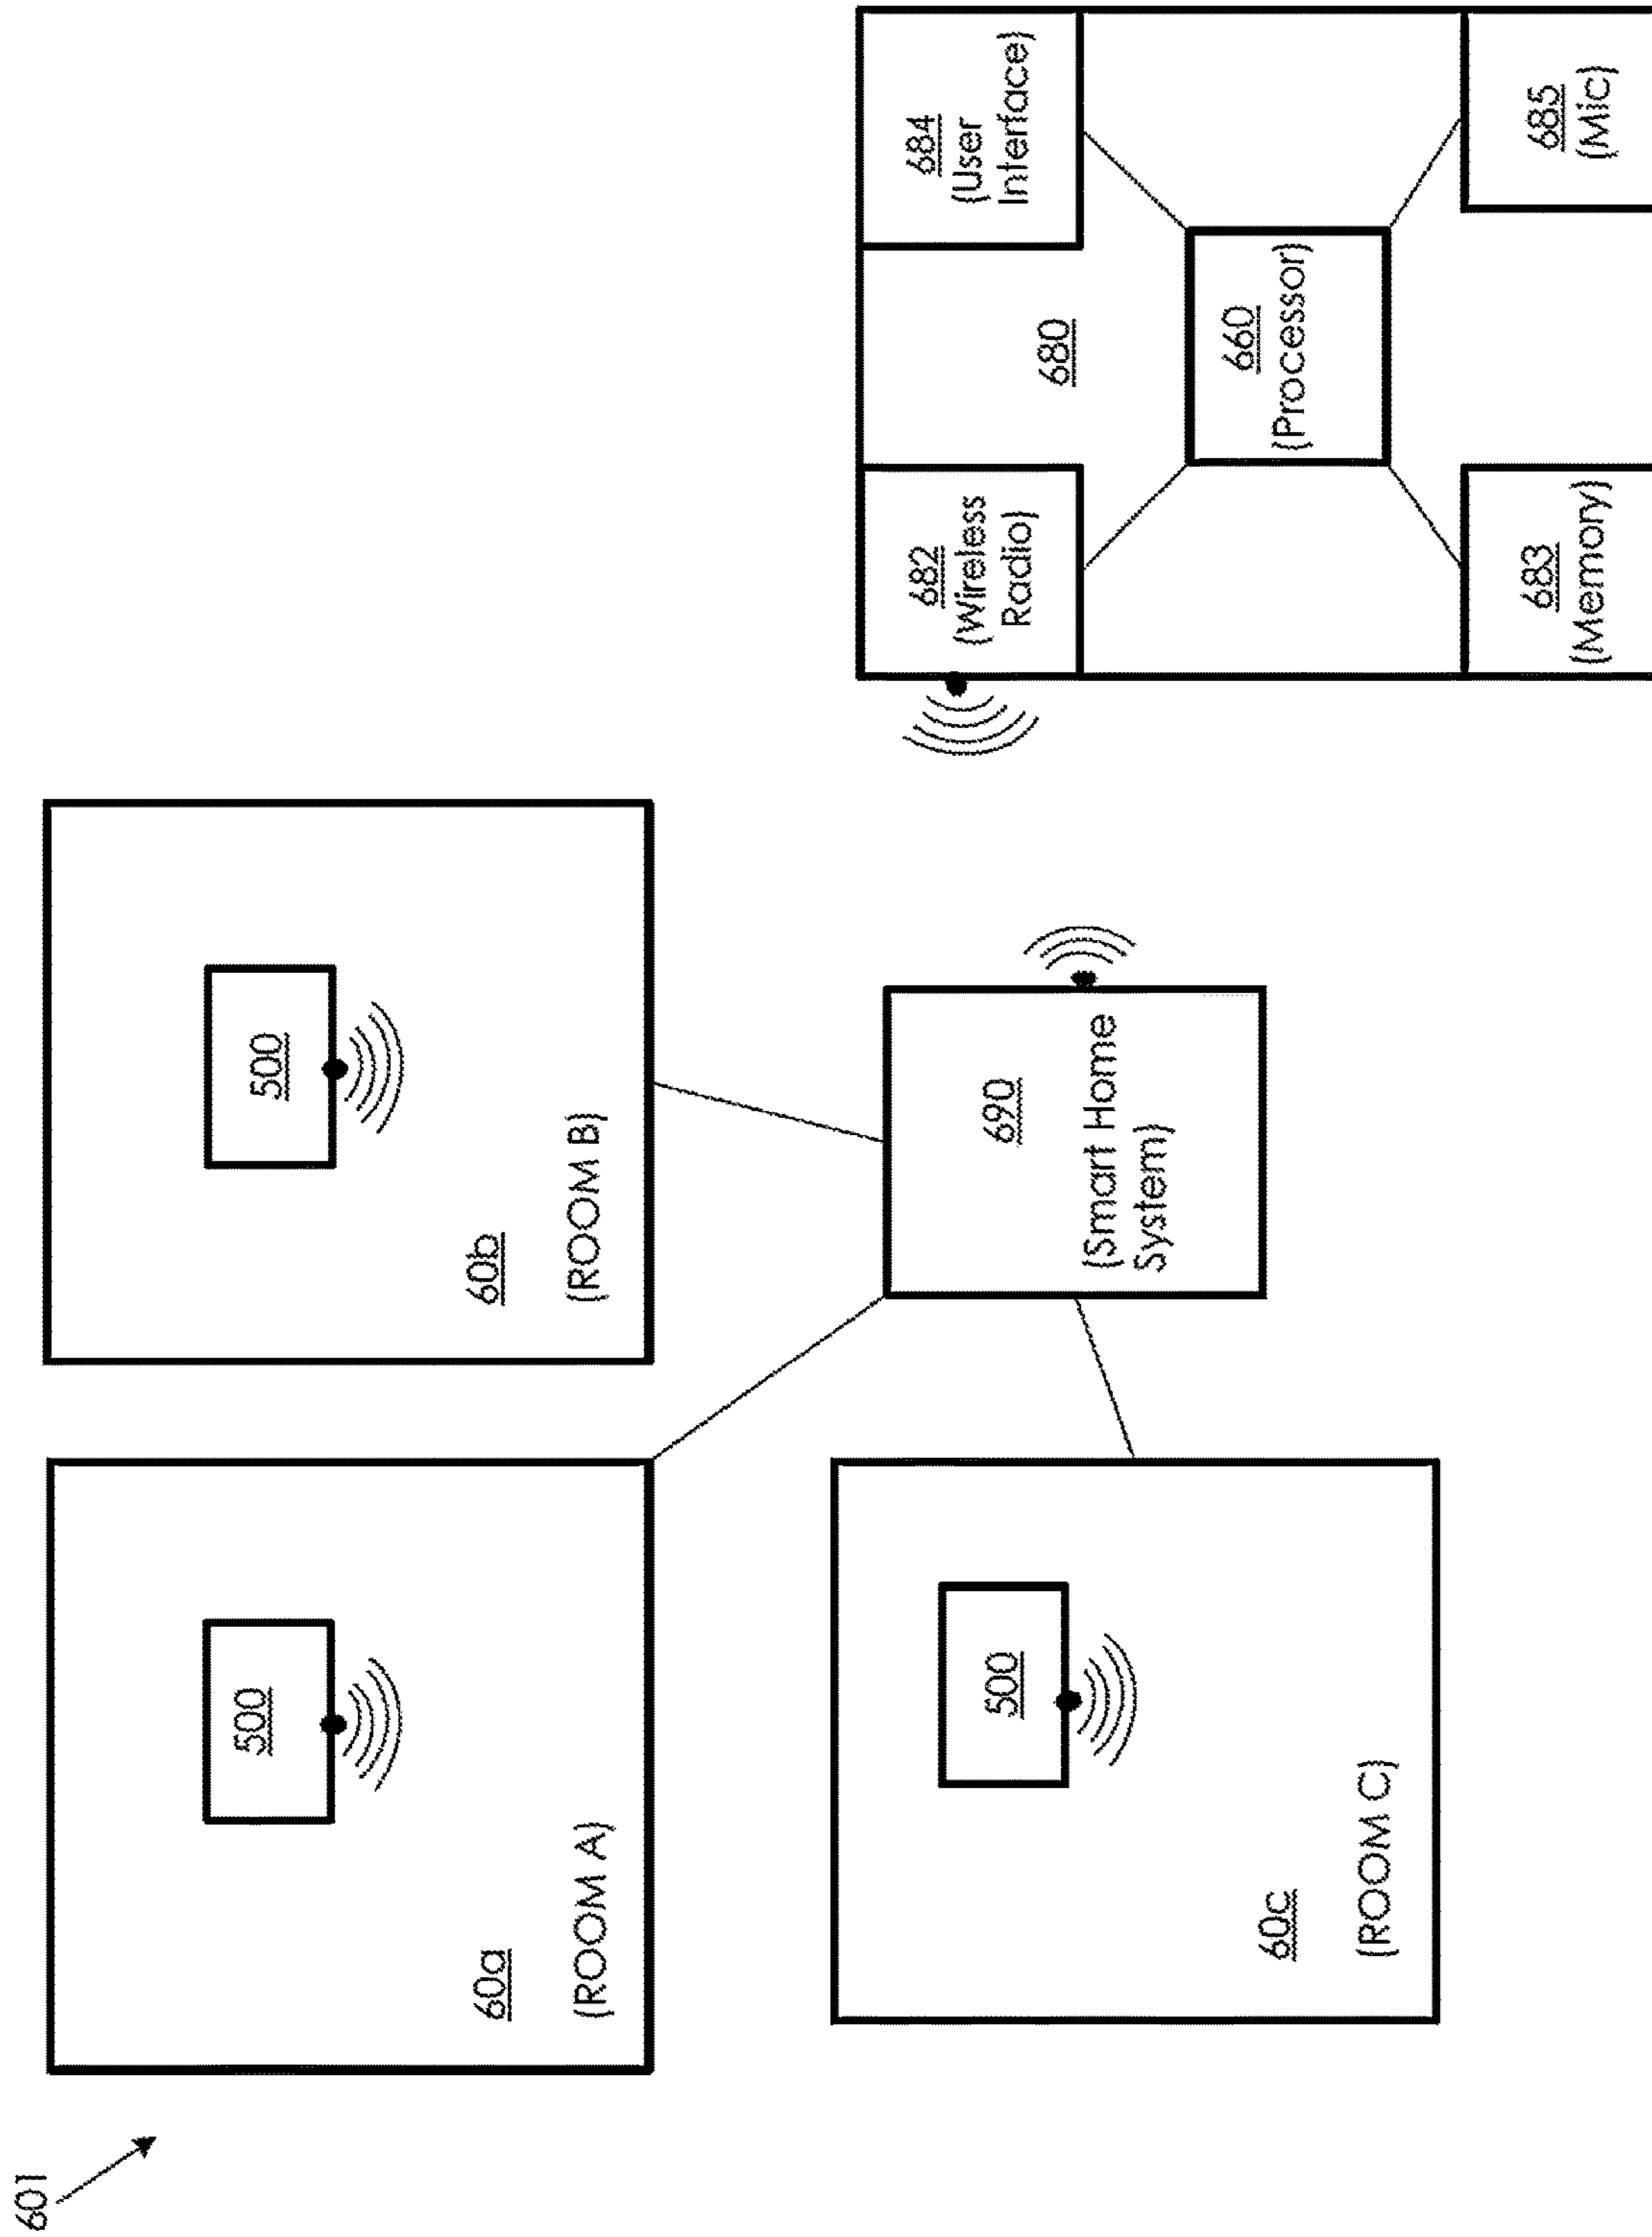 601
500
60a
(ROOM A)
500
60b
(ROOM B)
500
60c
(ROOM C)
690
(Smart Home
System)
682
(Wireless
Radio)
684
(User
Interface)
680
660
(Processor)
683
(Memory)
685
(Mic)